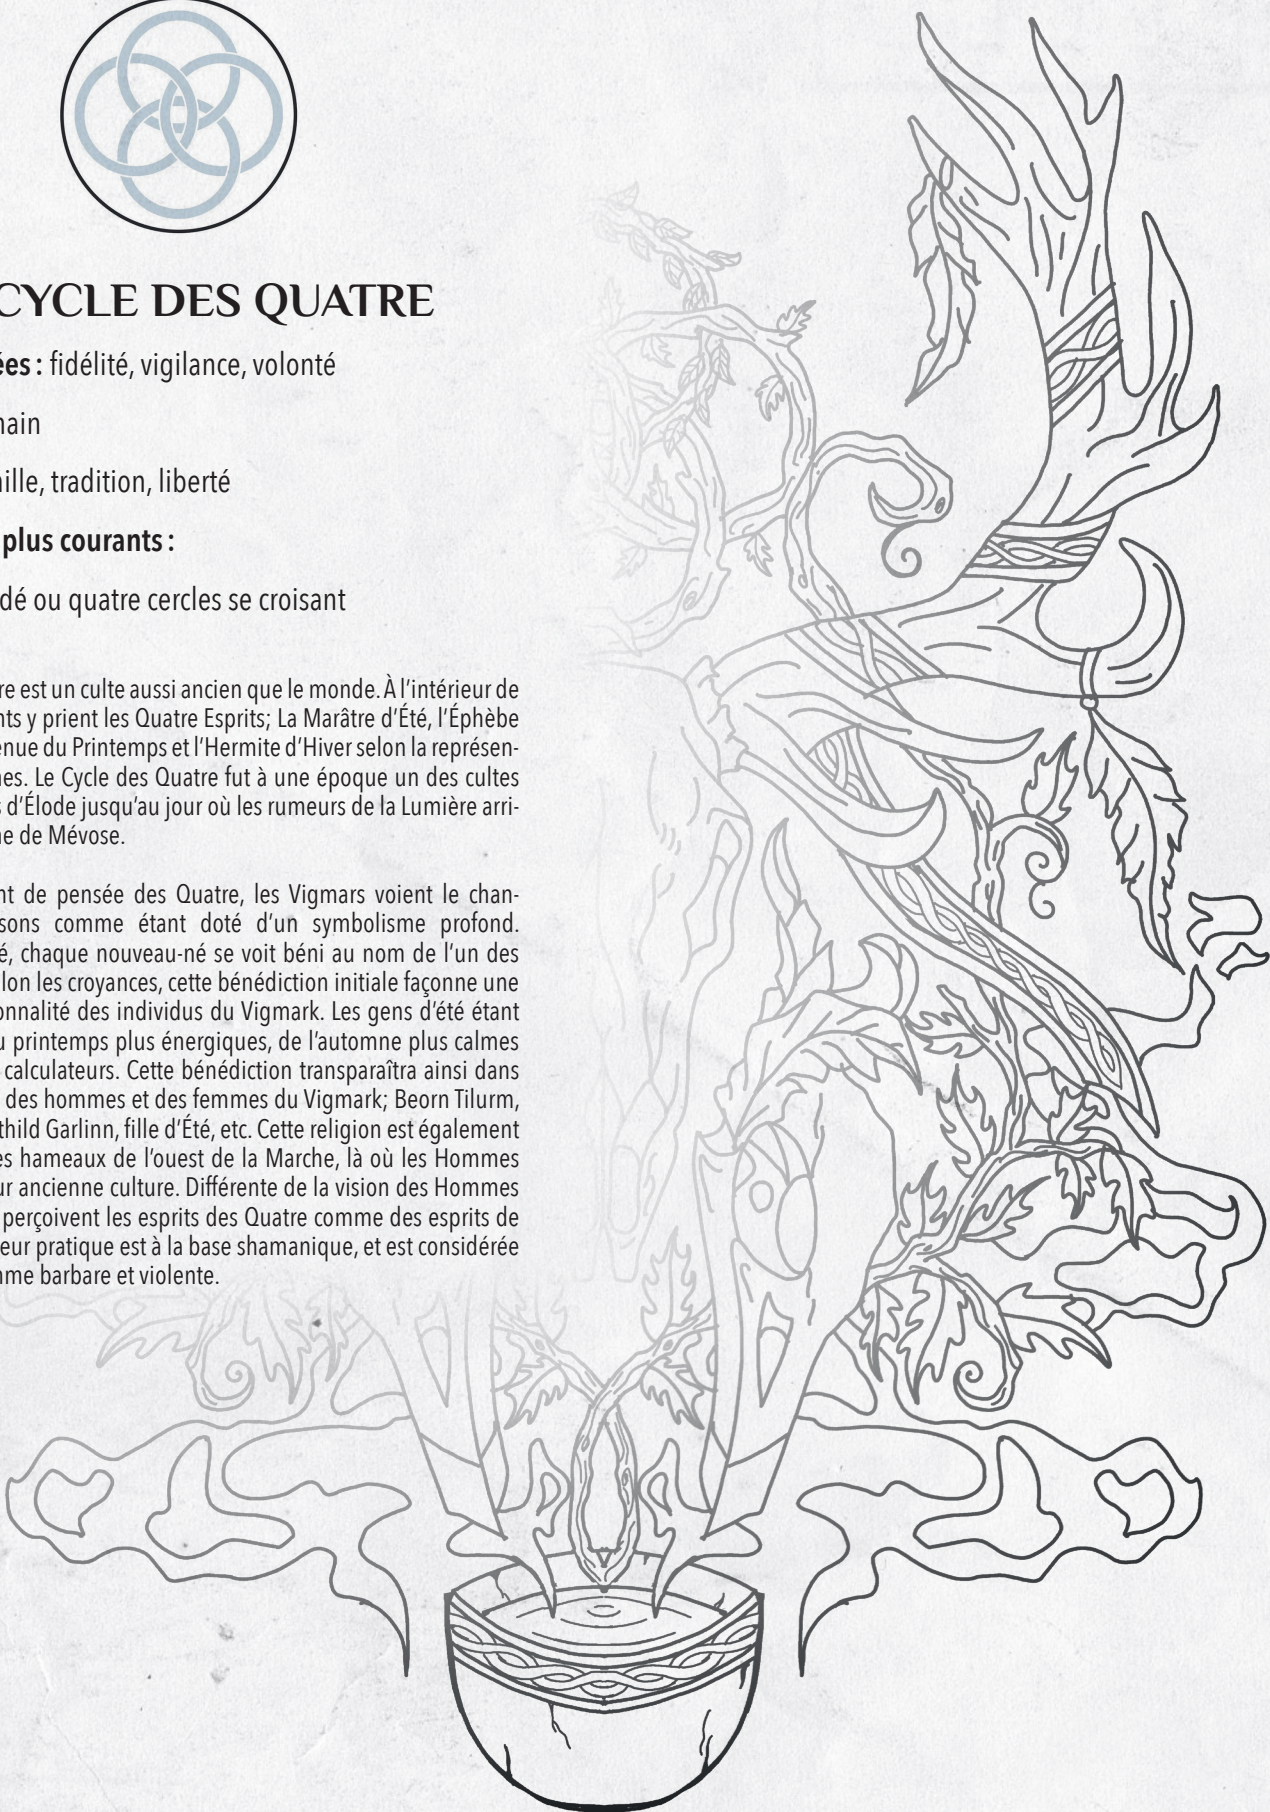 CYCLE DES QUATRE
ées : fidélité, vigilance, volonté
nain
nille, tradition, liberté
plus courants :
dé ou quatre cercles se croisant
re est un culte aussi ancien que le monde. À l'intérieur de
nts y prient les Quatre Esprits; La Marâtre d'Été, l'Éphèbe
enue du Printemps et l'Hermite d'Hiver selon la représen-
nes. Le Cycle des Quatre fut à une époque un des cultes
s d'Élode jusqu'au jour où les rumeurs de la Lumière arri-
ne de Mévose.
nt de pensée des Quatre, les Vigmars voient le chan-
sons comme étant doté d'un symbolisme profond.
é, chaque nouveau-né se voit béni au nom de l'un des
lon les croyances, cette bénédiction initiale façonne une
onnalité des individus du Vigmark. Les gens d'été étant
u printemps plus énergiques, de l'automne plus calmes
calculateurs. Cette bénédiction transparaîtra ainsi dans
des hommes et des femmes du Vigmark; Beorn Tilurm,
thild Garlinn, fille d'Été, etc. Cette religion est également
es hameaux de l'ouest de la Marche, là où les Hommes
ur ancienne culture. Différente de la vision des Hommes
perçoivent les esprits des Quatre comme des esprits de
eur pratique est à la base shamanique, et est considérée
nme barbare et violente.